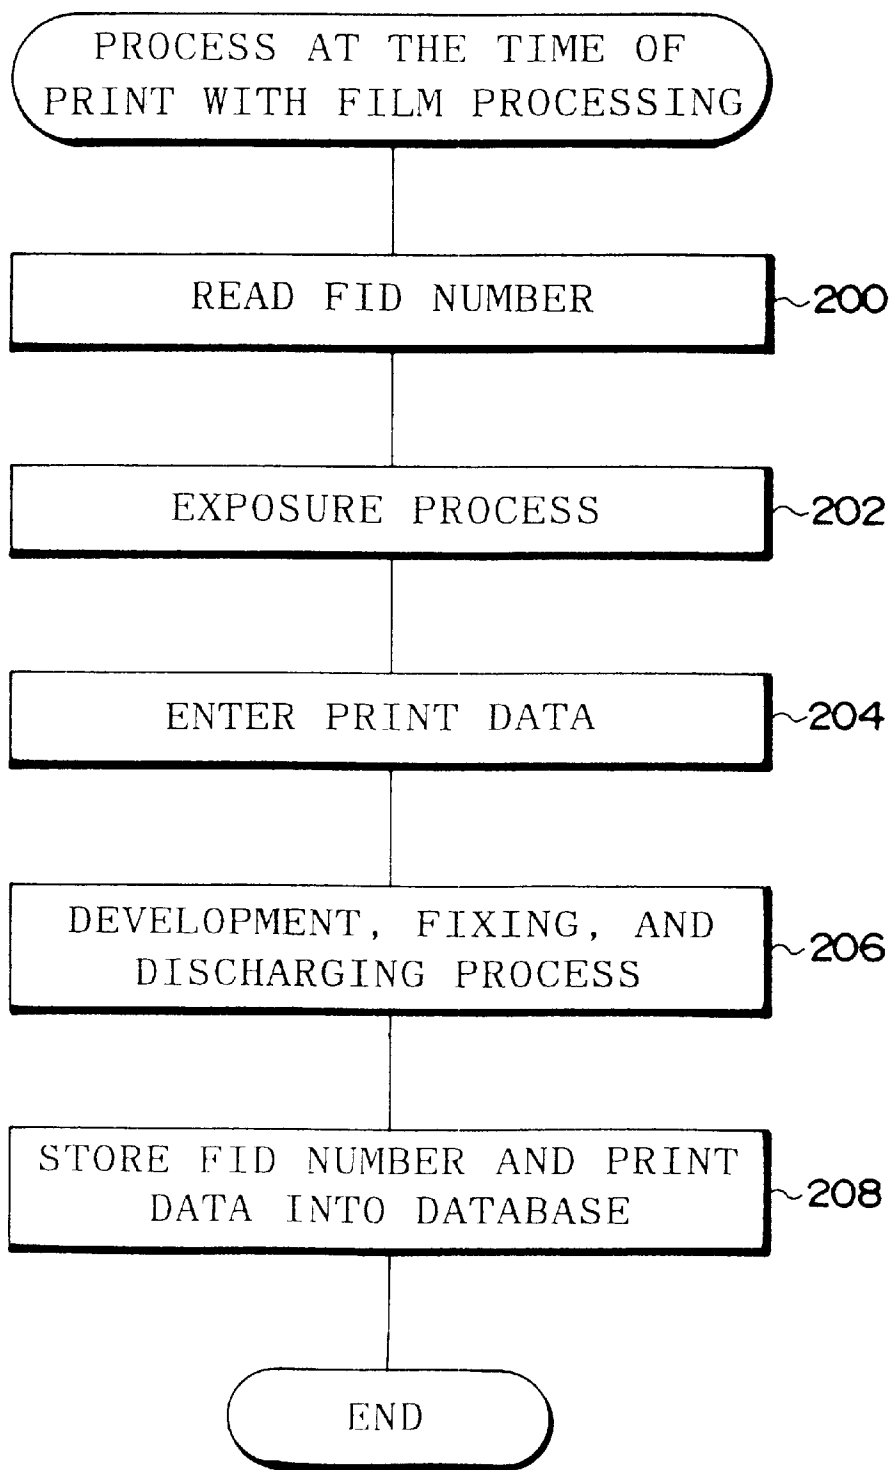 PROCESS AT THE TIME OF
PRINT WITH FILM PROCESSING
READ FID NUMBER
200
EXPOSURE PROCESS
202
ENTER PRINT DATA
204
DEVELOPMENT, FIXING, AND
DISCHARGING PROCESS
206
STORE FID NUMBER AND PRINT
DATA INTO DATABASE
208
END